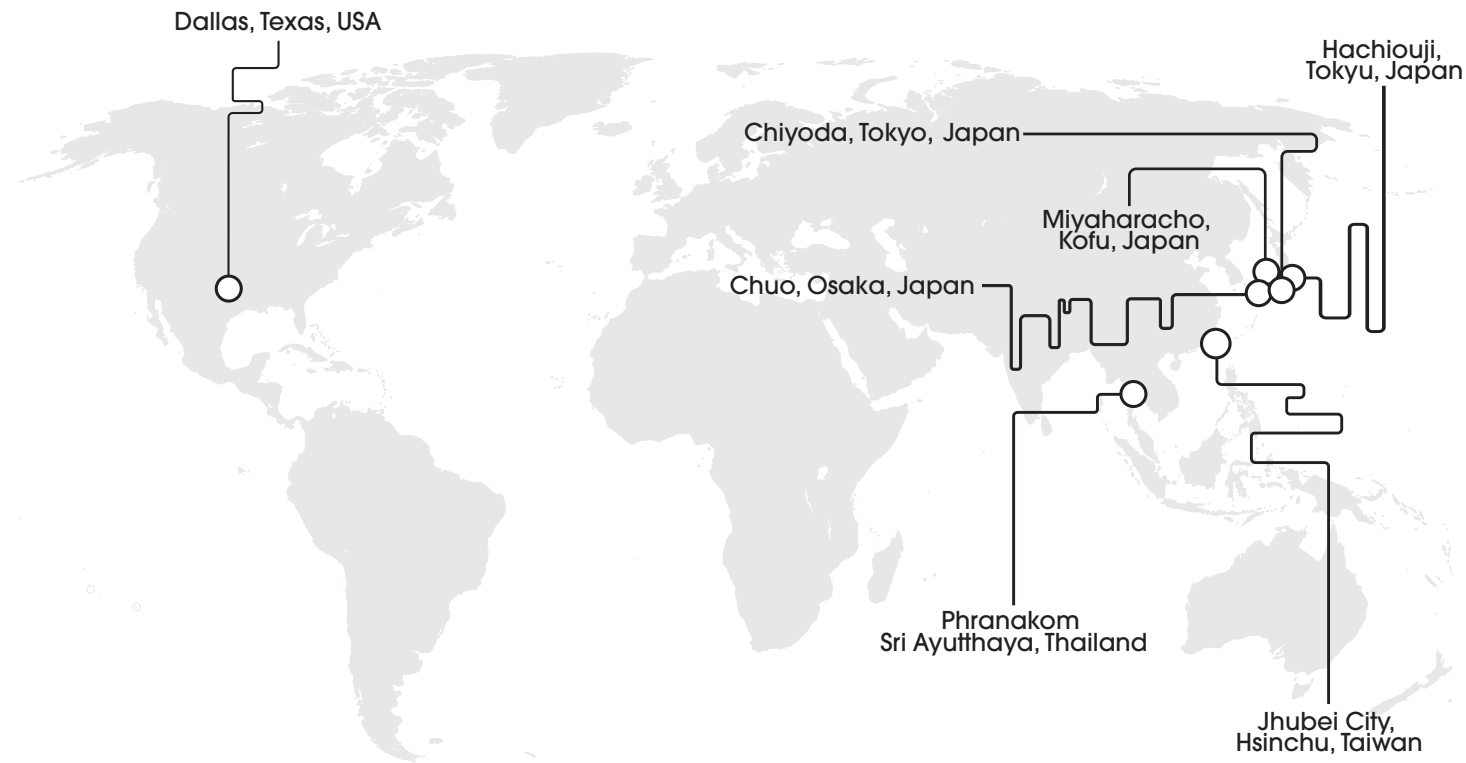 Dallas, Texas, USA
Hachiouji,
Tokyu, Japan
Chiyoda, Tokyo, Japan
Miyaharacho,
Kofu, Japan
Chuo, Osaka, Japan
Phranakom
Sri Ayutthaya, Thailand
Jhubei City,
Hsinchu, Taiwan